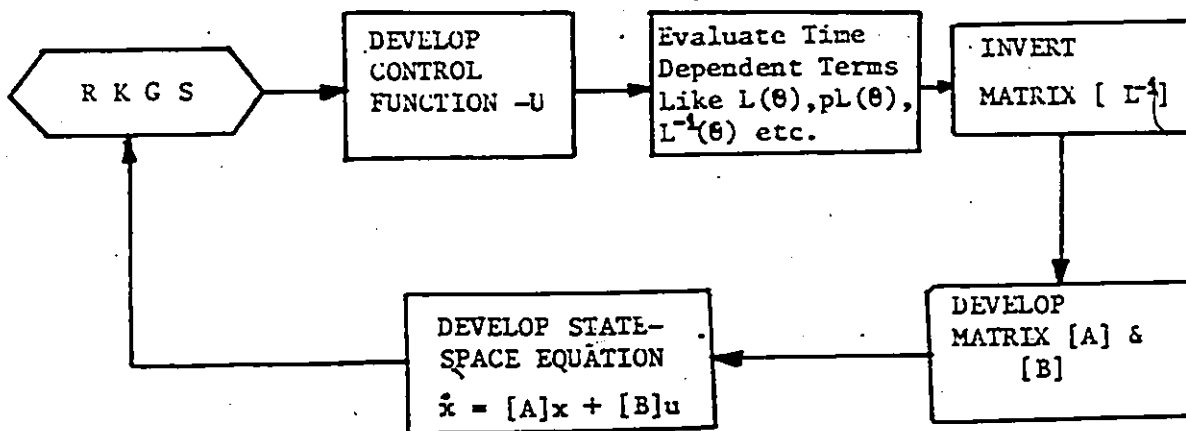 R K G S
DEVELOP
CONTROL
FUNCTION -U
Evaluate Time
Dependent Terms
Like L(θ),pL(θ),
L⁻¹(θ) etc.
INVERT
MATRIX [ L⁻¹]
DEVELOP
MATRIX [A] &
[B]
DEVELOP STATE-
SPACE EQUATION
ẋ = [A]x + [B]u